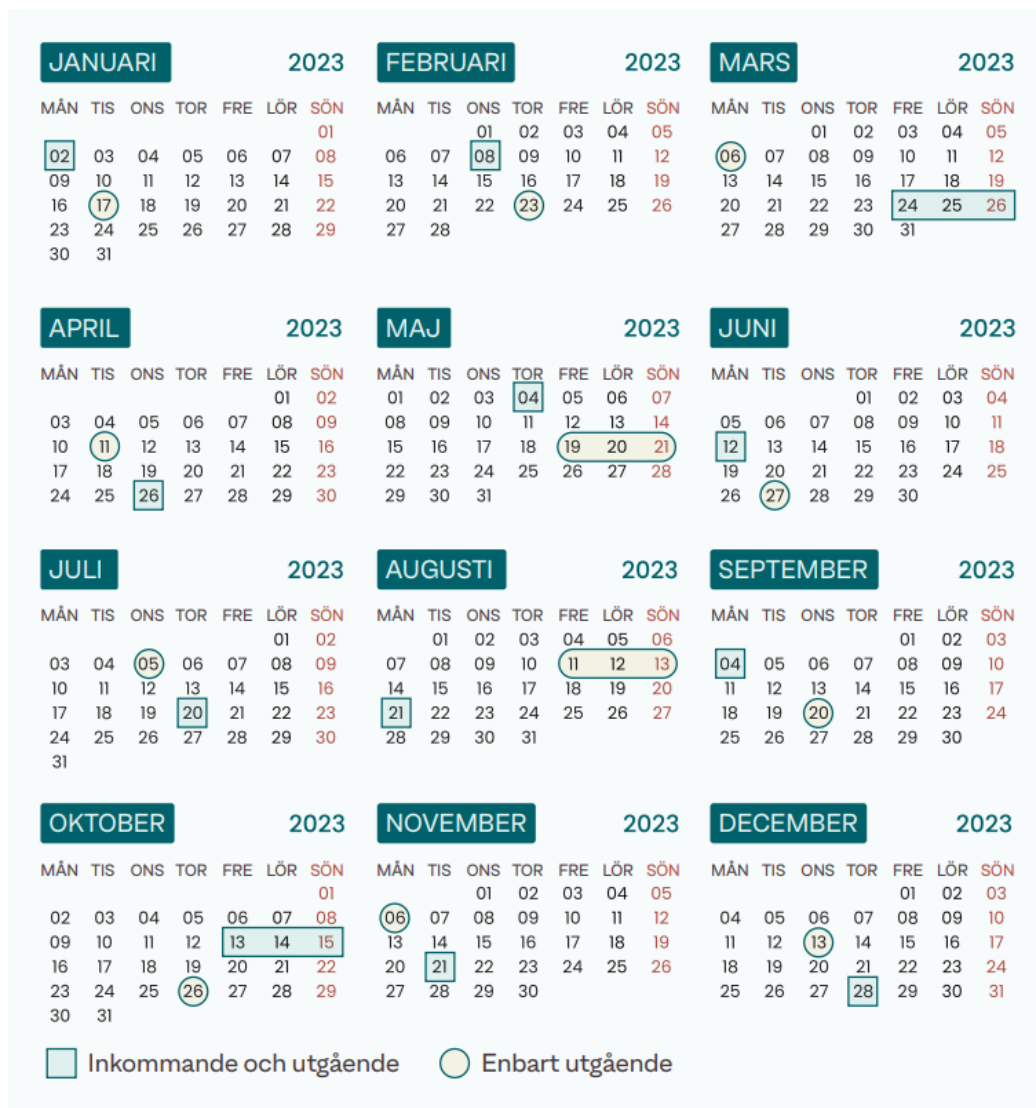 JANUARI 2023
MÅN TIS ONS TOR FRE LÖR SÖN
01
02 03 04 05 06 07 08
09 10 11 12 13 14 15
16 17 18 19 20 21 22
23 24 25 26 27 28 29
30 31
FEBRUARI 2023
MÅN TIS ONS TOR FRE LÖR SÖN
01 02 03 04 05
06 07 08 09 10 11 12
13 14 15 16 17 18 19
20 21 22 23 24 25 26
27 28
MARS 2023
MÅN TIS ONS TOR FRE LÖR SÖN
01 02 03 04 05
06 07 08 09 10 11 12
13 14 15 16 17 18 19
20 21 22 23 24 25 26
27 28 29 30 31
APRIL 2023
MÅN TIS ONS TOR FRE LÖR SÖN
01 02
03 04 05 06 07 08 09
10 11 12 13 14 15 16
17 18 19 20 21 22 23
24 25 26 27 28 29 30
MAJ 2023
MÅN TIS ONS TOR FRE LÖR SÖN
01 02 03 04 05 06 07
08 09 10 11 12 13 14
15 16 17 18 19 20 21
22 23 24 25 26 27 28
29 30 31
JUNI 2023
MÅN TIS ONS TOR FRE LÖR SÖN
01 02 03 04
05 06 07 08 09 10 11
12 13 14 15 16 17 18
19 20 21 22 23 24 25
26 27 28 29 30
JULI 2023
MÅN TIS ONS TOR FRE LÖR SÖN
01 02
03 04 05 06 07 08 09
10 11 12 13 14 15 16
17 18 19 20 21 22 23
24 25 26 27 28 29 30
31
AUGUSTI 2023
MÅN TIS ONS TOR FRE LÖR SÖN
01 02 03 04 05 06
07 08 09 10 11 12 13
14 15 16 17 18 19 20
21 22 23 24 25 26 27
28 29 30 31
SEPTEMBER 2023
MÅN TIS ONS TOR FRE LÖR SÖN
01 02 03
04 05 06 07 08 09 10
11 12 13 14 15 16 17
18 19 20 21 22 23 24
25 26 27 28 29 30
OKTOBER 2023
MÅN TIS ONS TOR FRE LÖR SÖN
01
02 03 04 05 06 07 08
09 10 11 12 13 14 15
16 17 18 19 20 21 22
23 24 25 26 27 28 29
30 31
NOVEMBER 2023
MÅN TIS ONS TOR FRE LÖR SÖN
01 02 03 04 05
06 07 08 09 10 11 12
13 14 15 16 17 18 19
20 21 22 23 24 25 26
27 28 29 30
DECEMBER 2023
MÅN TIS ONS TOR FRE LÖR SÖN
01 02 03
04 05 06 07 08 09 10
11 12 13 14 15 16 17
18 19 20 21 22 23 24
25 26 27 28 29 30 31
Inkommande och utgående
Enbart utgående